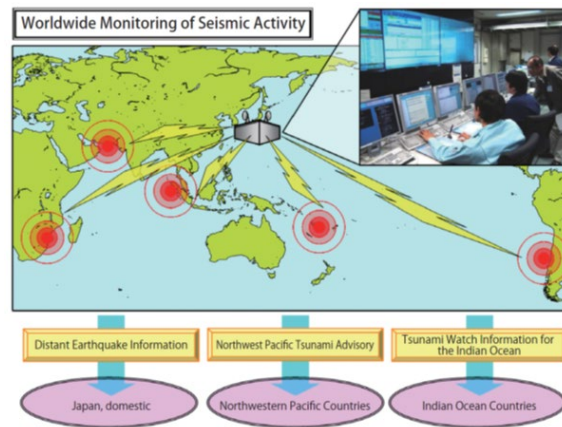 Worldwide Monitoring of Seismic Activity
Distant Earthquake Information
Northwest Pacific Tsunami Advisory
Tsunami Watch Information for
the Indian Ocean
Japan, domestic
Northwestern Pacific Countries
Indian Ocean Countries